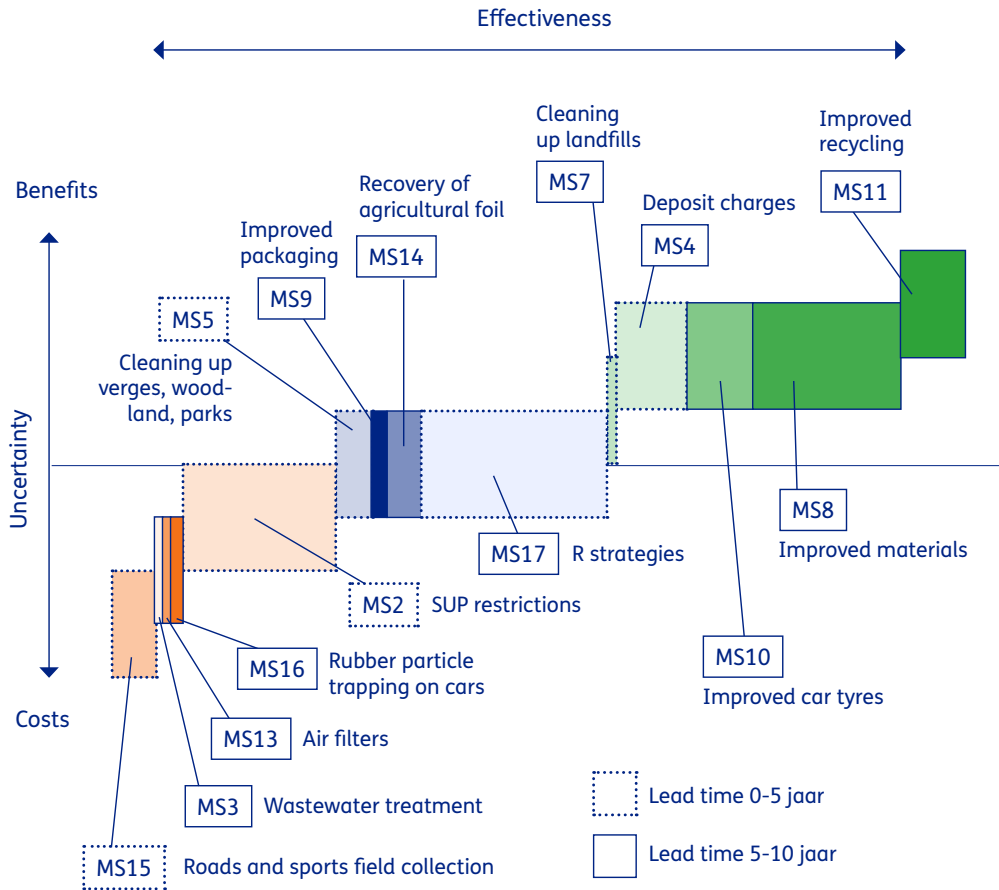 Effectiveness
Cleaning
up landfills
MS7
Improved
recycling
MS11
Benefits
Recovery of
agricultural foil
MS14
Deposit charges
MS4
Improved
packaging
MS9
MS5
Cleaning up
verges, wood-
land, parks
Uncertainty
MS17
R strategies
MS8
Improved materials
MS2
SUP restrictions
MS16
Rubber particle
trapping on cars
MS10
Improved car tyres
Costs
MS13
Air filters
MS3
Wastewater treatment
Lead time 0-5 jaar
MS15
Roads and sports field collection
Lead time 5-10 jaar